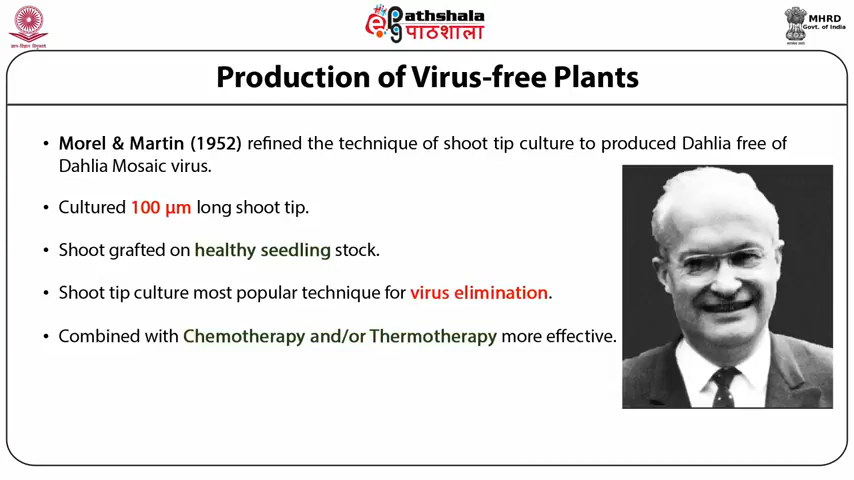 Pathshala
पाठशाला
MHRD
Govt. of India
Production of Virus-free Plants
• Morel & Martin (1952) refined the technique of shoot tip culture to produced Dahlia free of
Dahlia Mosaic virus.
• Cultured 100 µm long shoot tip.
• Shoot grafted on healthy seedling stock.
• Shoot tip culture most popular technique for virus elimination.
• Combined with Chemotherapy and/or Thermotherapy more effective.